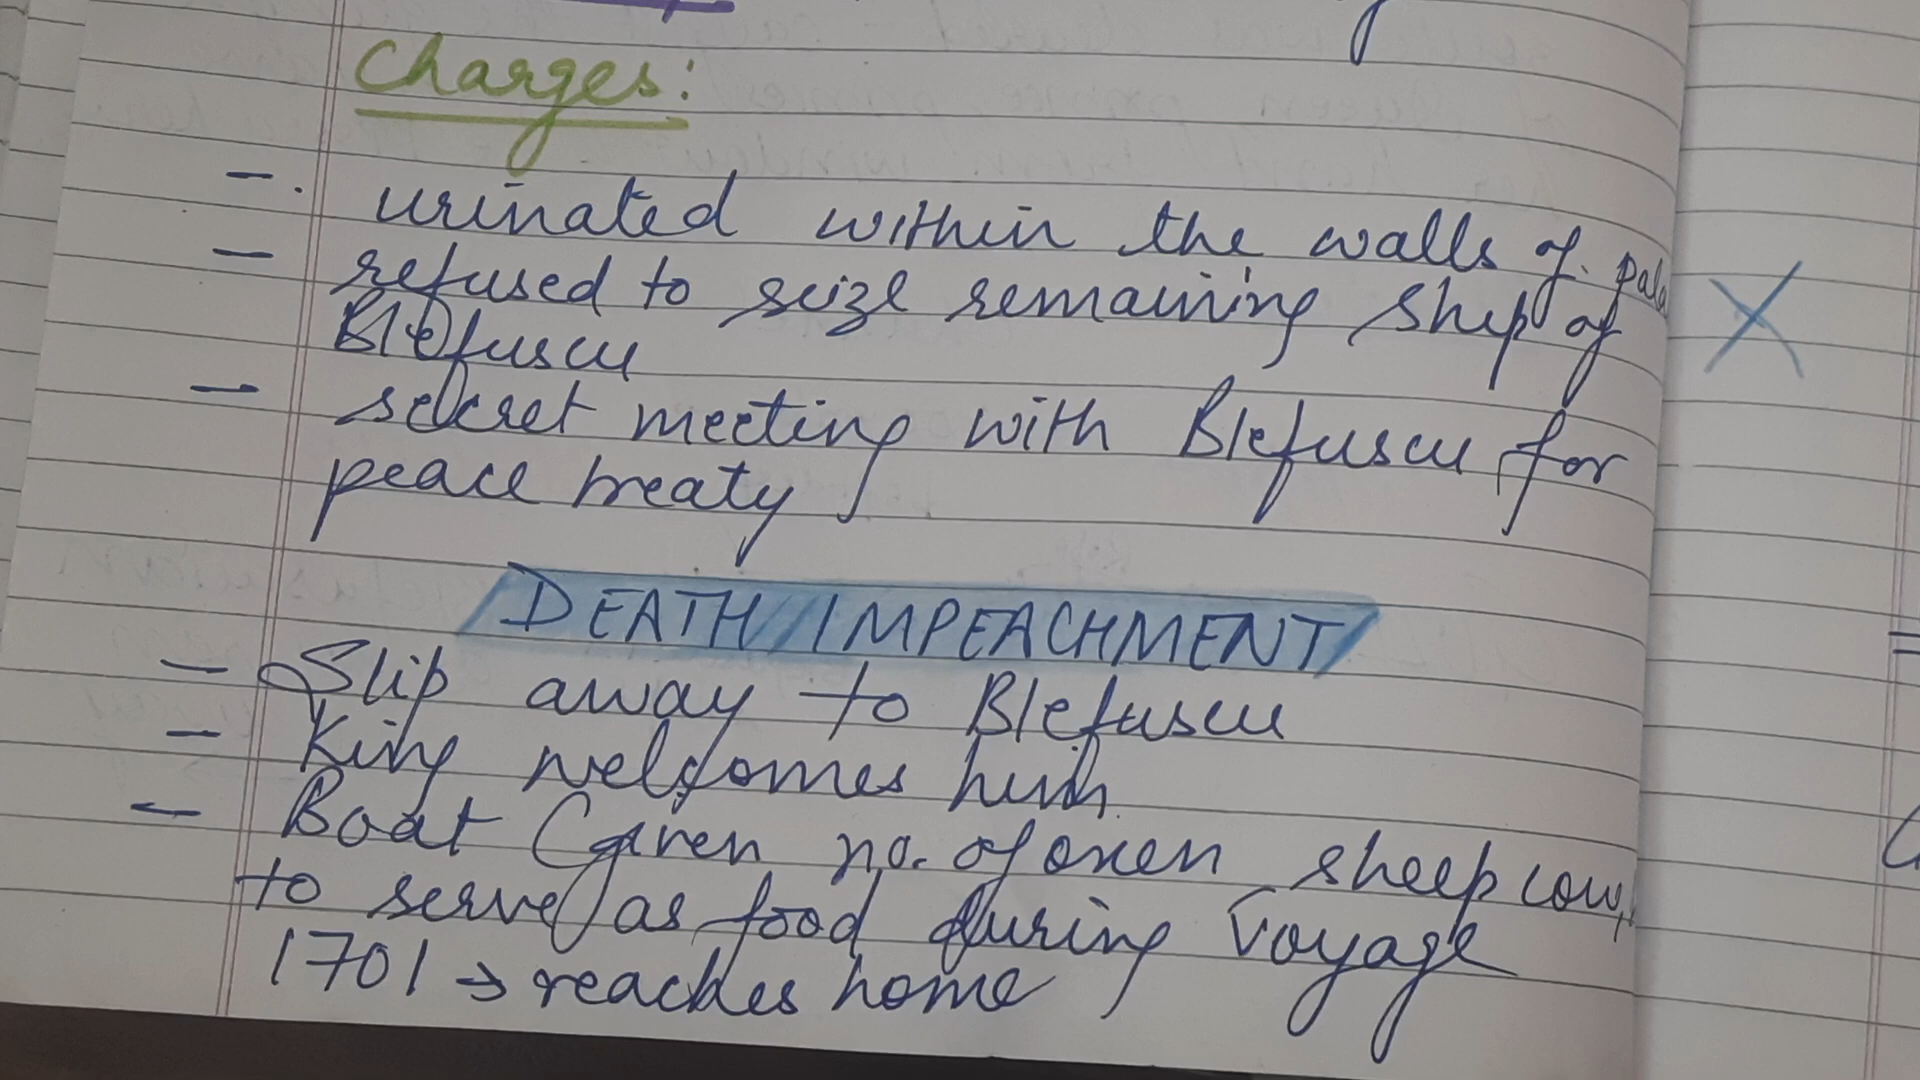 Charges:
- urinated within the walls of
- refused to seize remaining ship of
Blefuscu
- secret meeting with Blefuscu for
peace treaty
DEATH/IMPEACHMENT
- Slip away to Blefuscu
- King welcomes him
- Boat (given no. of oxen sheep cow,
to serve as food during Voyage
1701 → reaches home